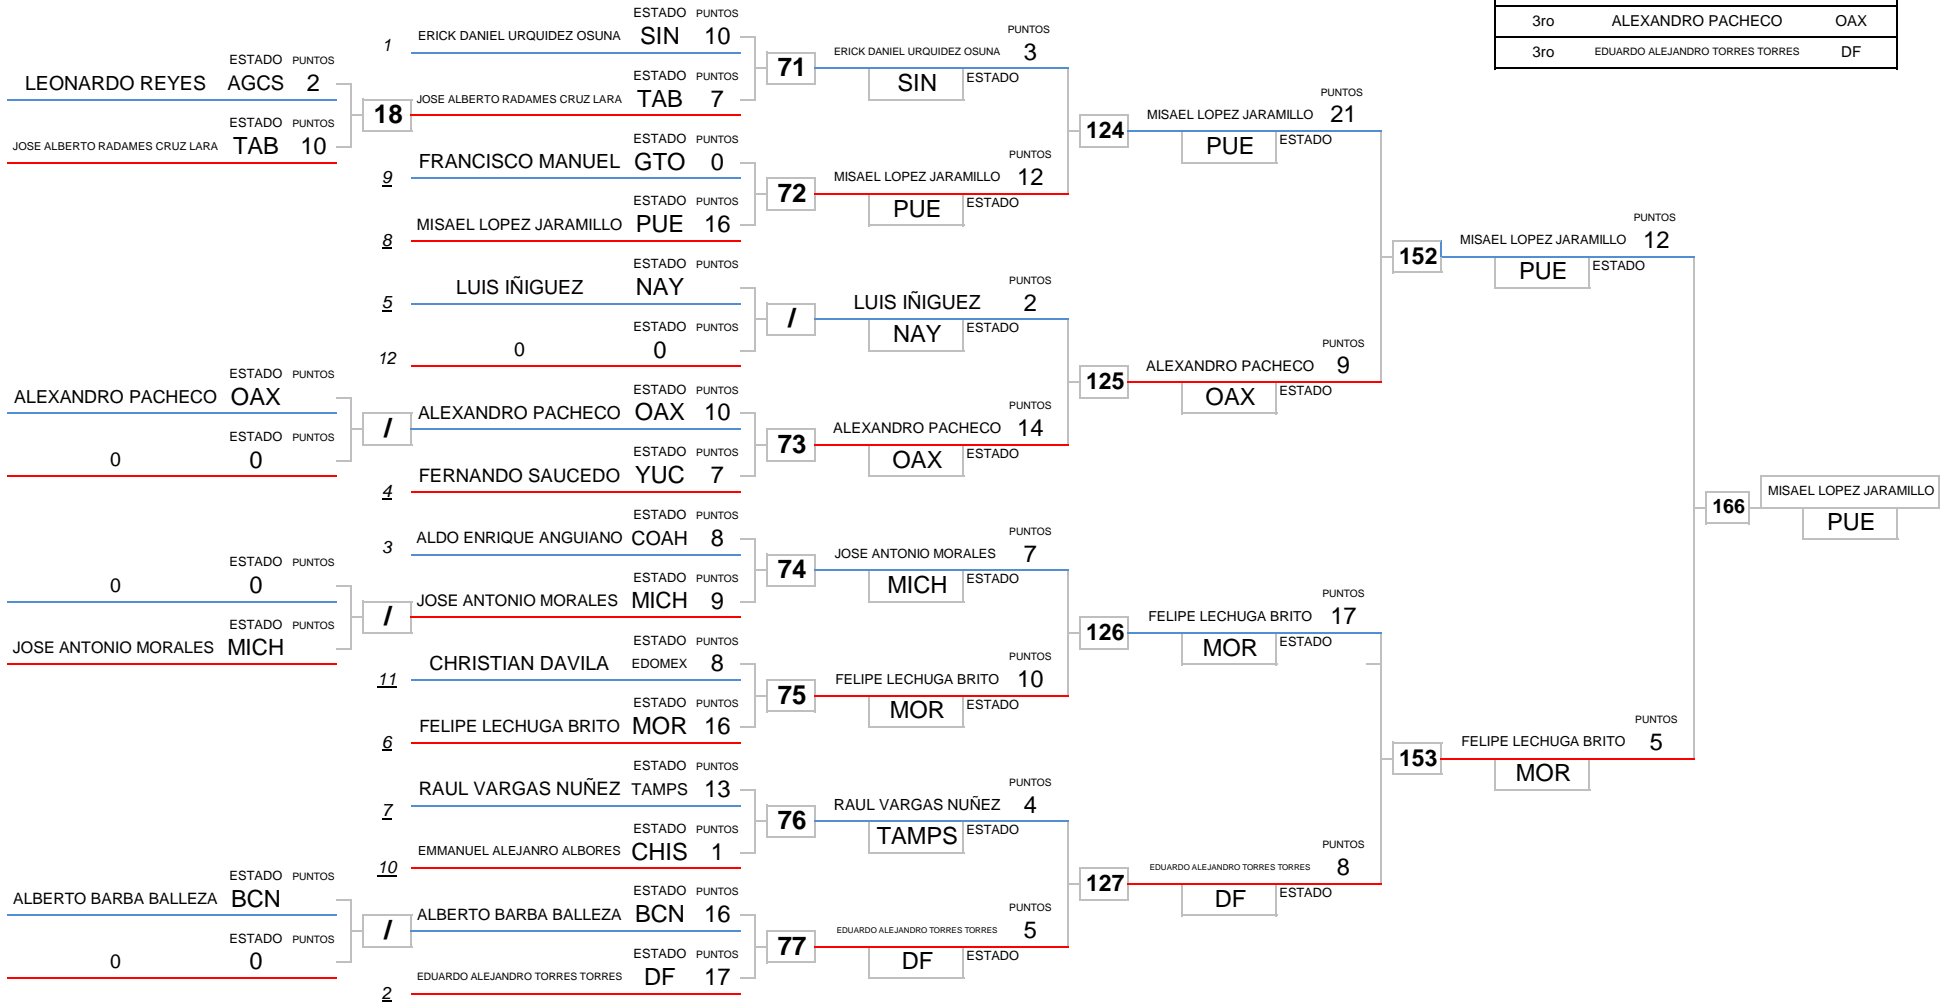 3ro ALEXANDRO PACHECO OAX
3ro EDUARDO ALEJANDRO TORRES TORRES DF
ESTADO PUNTOS
LEONARDO REYES AGCS 2
18
ESTADO PUNTOS
JOSE ALBERTO RADAMES CRUZ LARA TAB 10
ESTADO PUNTOS
ALEXANDRO PACHECO OAX
/
ESTADO PUNTOS
0 0
ESTADO PUNTOS
0 0
/
ESTADO PUNTOS
JOSE ANTONIO MORALES MICH
ESTADO PUNTOS
ALBERTO BARBA BALLEZA BCN
/
ESTADO PUNTOS
0 0
ESTADO PUNTOS
1 ERICK DANIEL URQUIDEZ OSUNA SIN 10
71
ESTADO PUNTOS
JOSE ALBERTO RADAMES CRUZ LARA TAB 7
ESTADO PUNTOS
9 FRANCISCO MANUEL GTO 0
72
ESTADO PUNTOS
8 MISAEL LOPEZ JARAMILLO PUE 16
ESTADO PUNTOS
5 LUIS IÑIGUEZ NAY
/
ESTADO PUNTOS
12 0 0
ESTADO PUNTOS
ALEXANDRO PACHECO OAX 10
73
ESTADO PUNTOS
4 FERNANDO SAUCEDO YUC 7
ESTADO PUNTOS
3 ALDO ENRIQUE ANGUIANO COAH 8
74
ESTADO PUNTOS
JOSE ANTONIO MORALES MICH 9
ESTADO PUNTOS
11 CHRISTIAN DAVILA EDOMEX 8
75
ESTADO PUNTOS
6 FELIPE LECHUGA BRITO MOR 16
ESTADO PUNTOS
7 RAUL VARGAS NUÑEZ TAMPS 13
76
ESTADO PUNTOS
10 EMMANUEL ALEJANRO ALBORES CHIS 1
ESTADO PUNTOS
ALBERTO BARBA BALLEZA BCN 16
77
ESTADO PUNTOS
2 EDUARDO ALEJANDRO TORRES TORRES DF 17
PUNTOS
ERICK DANIEL URQUIDEZ OSUNA 3
SIN ESTADO
124
PUNTOS
MISAEL LOPEZ JARAMILLO 12
PUE ESTADO
PUNTOS
LUIS IÑIGUEZ 2
NAY ESTADO
125
PUNTOS
ALEXANDRO PACHECO 14
OAX ESTADO
PUNTOS
JOSE ANTONIO MORALES 7
MICH ESTADO
126
PUNTOS
FELIPE LECHUGA BRITO 10
MOR ESTADO
PUNTOS
RAUL VARGAS NUÑEZ 4
TAMPS ESTADO
127
PUNTOS
EDUARDO ALEJANDRO TORRES TORRES 5
DF ESTADO
PUNTOS
MISAEL LOPEZ JARAMILLO 21
PUE ESTADO
152
PUNTOS
ALEXANDRO PACHECO 9
OAX ESTADO
PUNTOS
FELIPE LECHUGA BRITO 17
MOR ESTADO
153
PUNTOS
EDUARDO ALEJANDRO TORRES TORRES 8
DF ESTADO
PUNTOS
MISAEL LOPEZ JARAMILLO 12
PUE ESTADO
166
PUNTOS
FELIPE LECHUGA BRITO 5
MOR
MISAEL LOPEZ JARAMILLO
PUE